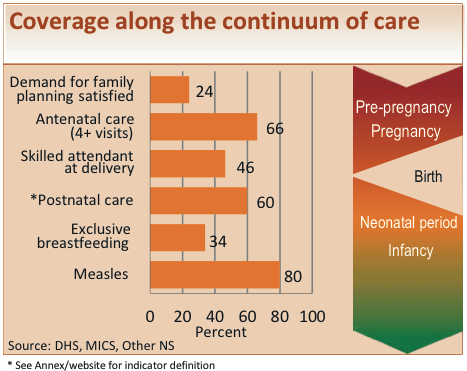 Coverage along the continuum of care
Demand for family
planning satisfied
24
Antenatal care
(4+ visits)
66
Skilled attendant
at delivery
46
*Postnatal care
60
Exclusive
breastfeeding
34
Measles
80
0 20 40 60 80 100
Percent
Source: DHS, MICS, Other NS
Pre-pregnancy
Pregnancy
Birth
Neonatal period
Infancy
* See Annex/website for indicator definition